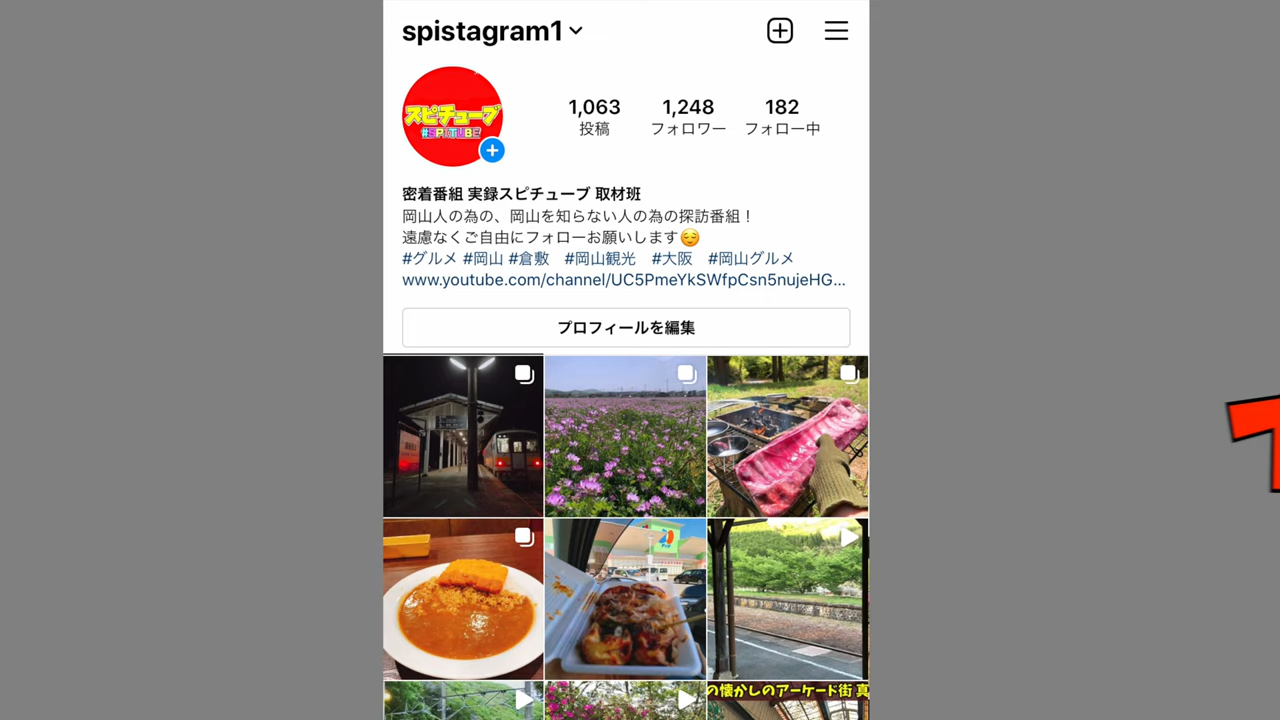 spistagram1
スピチューブ
#SPITUBE
1,063 1,248 182
投稿 フォロワー フォロー中
密着番組 実録スピチューブ 取材班
岡山人の為の、岡山を知らない人の為の探訪番組！
遠慮なくご自由にフォローお願いします😌
#グルメ #岡山 #倉敷 #岡山観光 #大阪 #岡山グルメ
www.youtube.com/channel/UC5PmeYkSWfpCsn5nujeHG...
プロフィールを編集
の懐かしのアーケード街 真